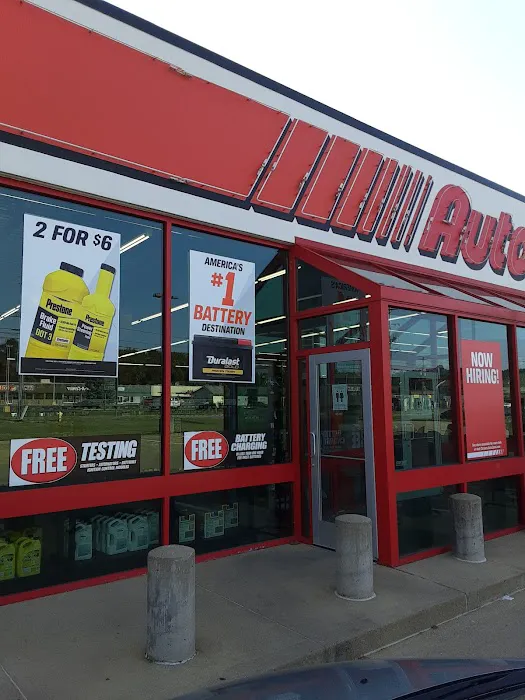 Auto
2 FOR $6
Prestone
Brake
Fluid
DOT 3
Prestone
AMERICA'S
#1
BATTERY
DESTINATION
Duralast
GOLD
NOW
HIRING!
FREE TESTING
FREE BATTERY
CHARGING